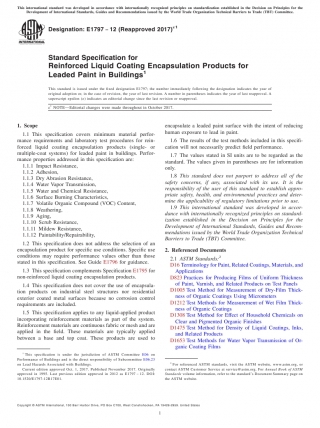 This international standard was developed in accordance with internationally recognized principles on standardization established in the Decision on Principles for the
Development of International Standards, Guides and Recommendations issued by the World Trade Organization Technical Barriers to Trade (TBT) Committee.
Designation: E1797 - 12 (Reapproved 2017)ε1
INTERNATIONAL
Standard Specification for
Reinforced Liquid Coating Encapsulation Products for
Leaded Paint in Buildings1
This standard is issued under the fixed designation E1797; the number immediately following the designation indicates the year of
original adoption or, in the case of revision, the year of last revision. A number in parentheses indicates the year of last reapproval. A
superscript epsilon (ε) indicates an editorial change since the last revision or reapproval.
ε1 NOTE—Editorial changes were made throughout in October 2017.
1. Scope
1.1 This specification covers minimum material perfor-
mance requirements and laboratory test procedures for rein-
forced liquid coating encapsulation products (single- or
multiple-coat systems) for leaded paint in buildings. Perfor-
mance properties addressed in this specification are:
1.1.1 Impact Resistance,
1.1.2 Adhesion,
1.1.3 Dry Abrasion Resistance,
1.1.4 Water Vapor Transmission,
1.1.5 Water and Chemical Resistance,
1.1.6 Surface Burning Characteristics,
1.1.7 Volatile Organic Compound (VOC) Content,
1.1.8 Weathering,
1.1.9 Aging,
1.1.10 Scrub Resistance,
1.1.11 Mildew Resistance,
1.1.12 Paintability/Repairability,
1.2 This specification does not address the selection of an
encapsulation product for specific use conditions. Specific use
conditions may require performance values other than those
stated in this specification. See Guide E1796 for guidance.
1.3 This specification complements Specification E1795 for
non-reinforced liquid coating encapsulation products.
1.4 This specification does not cover the use of encapsula-
tion products on industrial steel structures nor residential
exterior coated metal surfaces because no corrosion control
requirements are included.
1.5 This specification applies to any liquid-applied product
incorporating reinforcement materials as part of the system.
Reinforcement materials are continuous fabric or mesh and are
applied in the field. These materials are typically applied
between a base and top coat. These products are used to
encapsulate a leaded paint surface with the intent of reducing
human exposure to lead in paint.
1.6 The results of the test methods included in this specifi-
cation will not necessarily predict field performance.
1.7 The values stated in SI units are to be regarded as the
standard. The values given in parentheses are for information
only.
1.8 This standard does not purport to address all of the
safety concerns, if any, associated with its use. It is the
responsibility of the user of this standard to establish appro-
priate safety, health, and environmental practices and deter-
mine the applicability of regulatory limitations prior to use.
1.9 This international standard was developed in accor-
dance with internationally recognized principles on standard-
ization established in the Decision on Principles for the
Development of International Standards, Guides and Recom-
mendations issued by the World Trade Organization Technical
Barriers to Trade (TBT) Committee.
2. Referenced Documents
2.1 ASTM Standards:2
D16 Terminology for Paint, Related Coatings, Materials, and
Applications
D823 Practices for Producing Films of Uniform Thickness
of Paint, Varnish, and Related Products on Test Panels
D1005 Test Method for Measurement of Dry-Film Thick-
ness of Organic Coatings Using Micrometers
D1212 Test Methods for Measurement of Wet Film Thick-
ness of Organic Coatings
D1308 Test Method for Effect of Household Chemicals on
Clear and Pigmented Organic Finishes
D1475 Test Method for Density of Liquid Coatings, Inks,
and Related Products
D1653 Test Methods for Water Vapor Transmission of Or-
ganic Coating Films
1 This specification is under the jurisdiction of ASTM Committee E06 on
Performance of Buildings and is the direct responsibility of Subcommittee E06.23
on Lead Hazards Associated with Buildings.
Current edition approved Oct. 1, 2017. Published November 2017. Originally
approved in 1995. Last previous edition approved in 2012 as E1797 – 12. DOI:
10.1520/E1797-12R17E01.
2 For referenced ASTM standards, visit the ASTM website, www.astm.org, or
contact ASTM Customer Service at service@astm.org. For Annual Book of ASTM
Standards volume information, refer to the standard's Document Summary page on
the ASTM website.
Copyright © ASTM International, 100 Barr Harbor Drive, PO Box C700, West Conshohocken, PA 19428-2959. United States
1